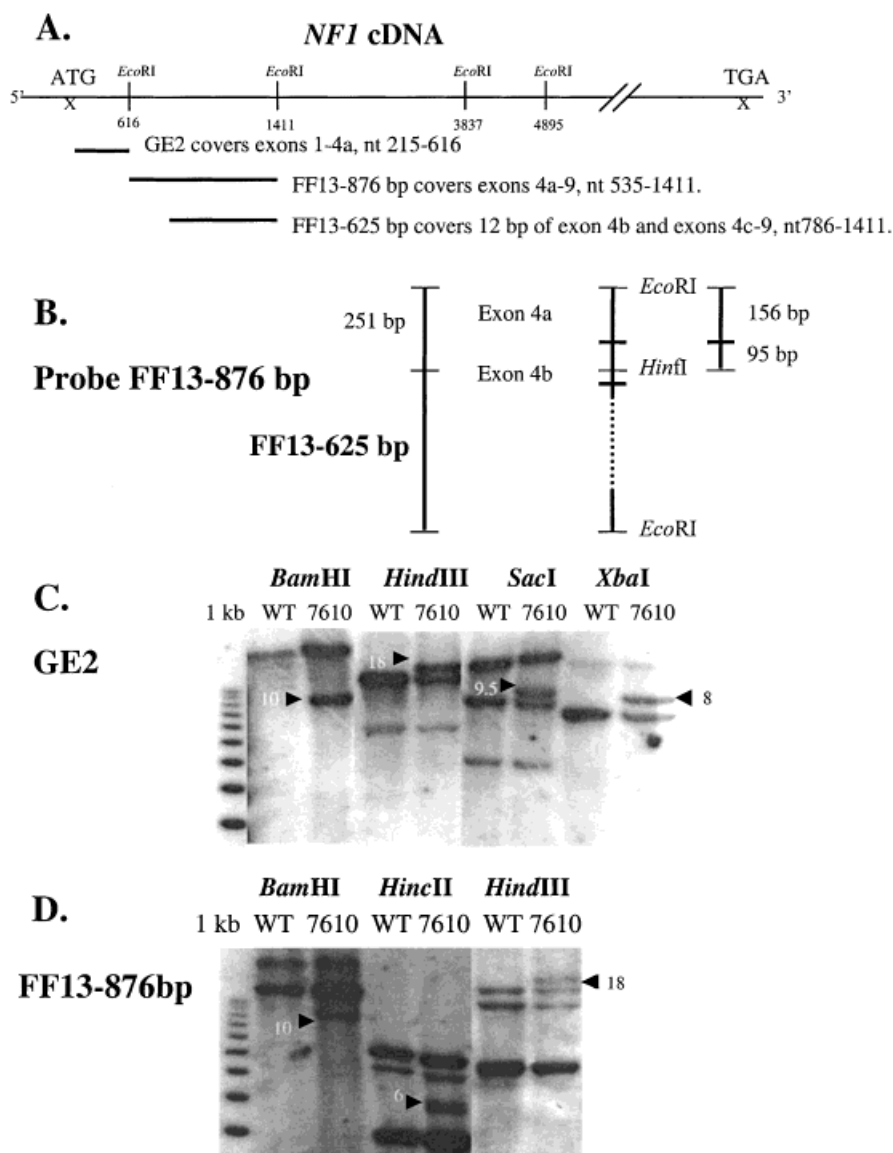 A.
NF1 cDNA
ATG EcoRI EcoRI EcoRI EcoRI TGA
5' X X 3'
616 1411 3837 4895
GE2 covers exons 1-4a, nt 215-616
FF13-876 bp covers exons 4a-9, nt 535-1411.
FF13-625 bp covers 12 bp of exon 4b and exons 4c-9, nt786-1411.
B.
EcoRI
251 bp Exon 4a 156 bp
95 bp
Probe FF13-876 bp Exon 4b HinfI
FF13-625 bp
EcoRI
C.
BamHI HindIII SacI XbaI
1 kb WT 7610 WT 7610 WT 7610 WT 7610
GE2
18
10 9.5 8
D.
BamHI HincII HindIII
1 kb WT 7610 WT 7610 WT 7610
FF13-876bp
18
10
6